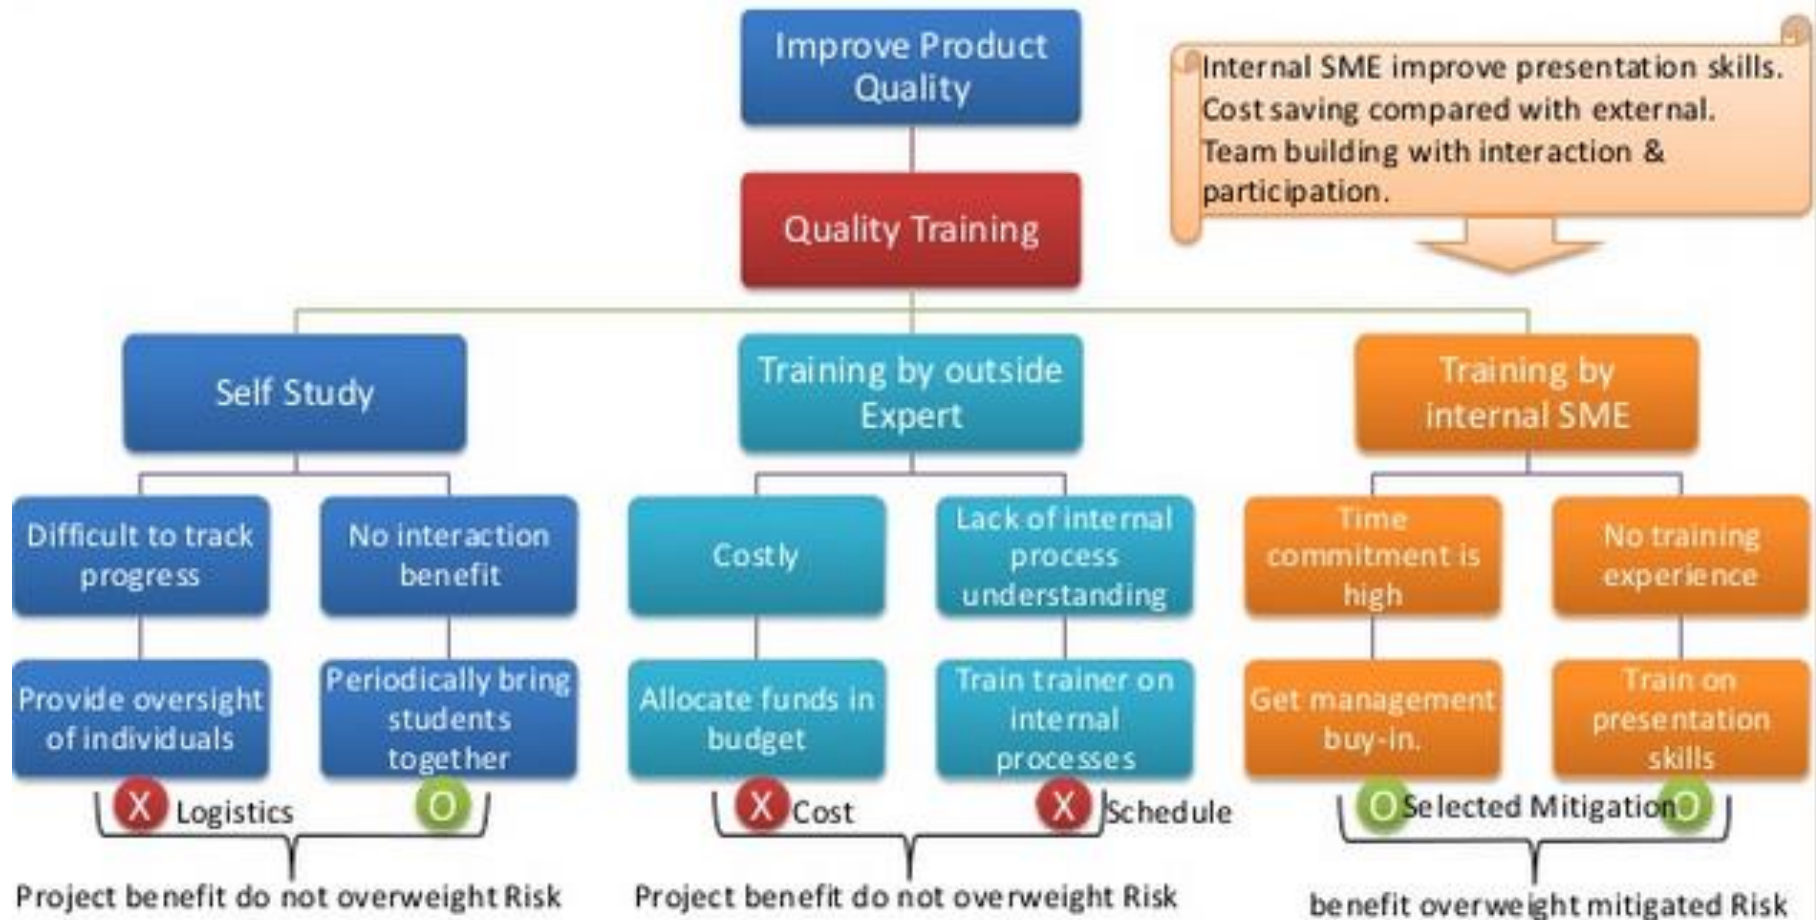 Improve Product
Quality
Internal SME improve presentation skills.
Cost saving compared with external.
Team building with interaction &
participation.
Quality Training
Self Study
Training by outside
Expert
Training by
internal SME
Difficult to track
progress
No interaction
benefit
Costly
Lack of internal
process
understanding
Time
commitment is
high
No training
experience
Provide oversight
of individuals
Periodically bring
students
together
Allocate funds in
budget
Train trainer on
internal
processes
Get management
buy-in.
Train on
presentation
skills
X Logistics O
X Cost X Schedule
O Selected Mitigation O
Project benefit do not overweight Risk
Project benefit do not overweight Risk
benefit overweight mitigated Risk